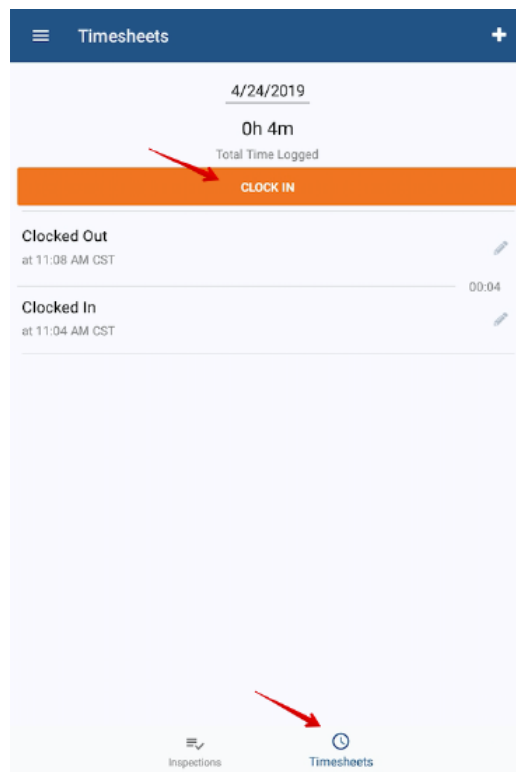 Timesheets
4/24/2019
0h 4m
Total Time Logged
CLOCK IN
Clocked Out
at 11:08 AM CST
00:04
Clocked In
at 11:04 AM CST
Inspections
Timesheets